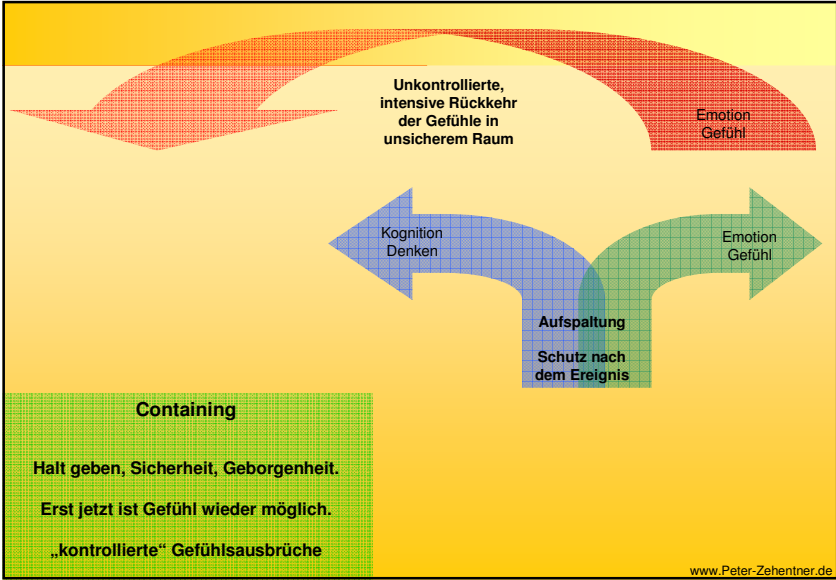 Unkontrollierte,
intensive Rückkehr
der Gefühle in
unsicherem Raum
Emotion
Gefühl
Kognition
Denken
Emotion
Gefühl
Aufspaltung
Schutz nach
dem Ereignis
Containing
Halt geben, Sicherheit, Geborgenheit.
Erst jetzt ist Gefühl wieder möglich.
„kontrollierte“ Gefühlsausbrüche
www.Peter-Zehentner.de